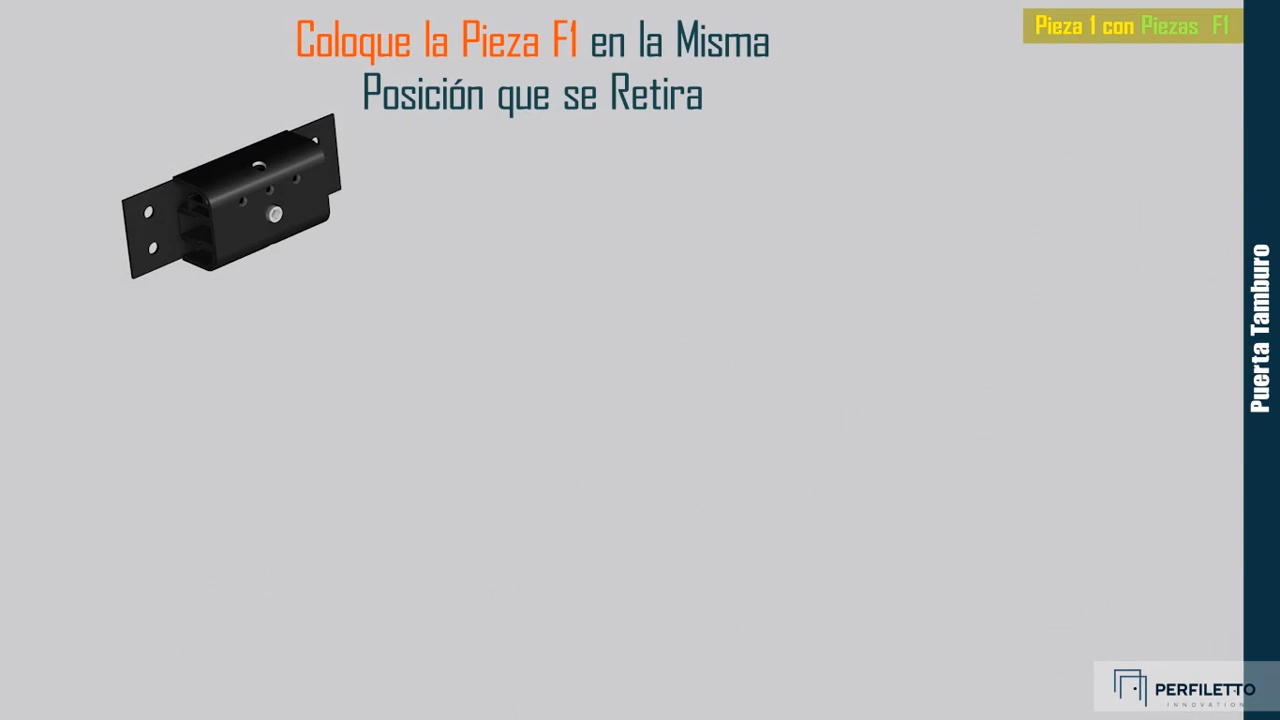 Coloque la Pieza F1 en la Misma
Posición que se Retira
Pieza 1 con Piezas F1
Puerta Tamburo
PERFILETTO
INNOVATION